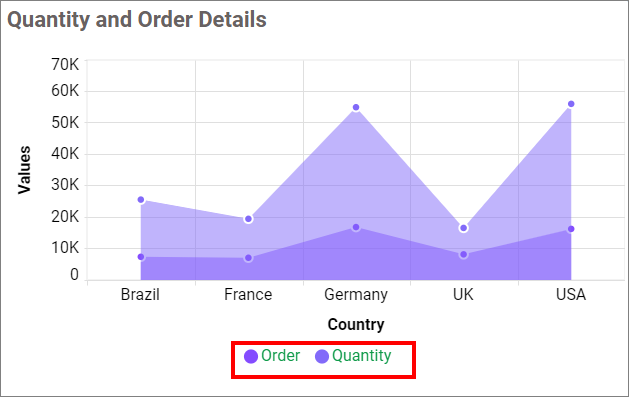 Quantity and Order Details
70K
60K
50K
40K
30K
20K
10K
0
Values
Brazil France Germany UK USA
Country
Order Quantity